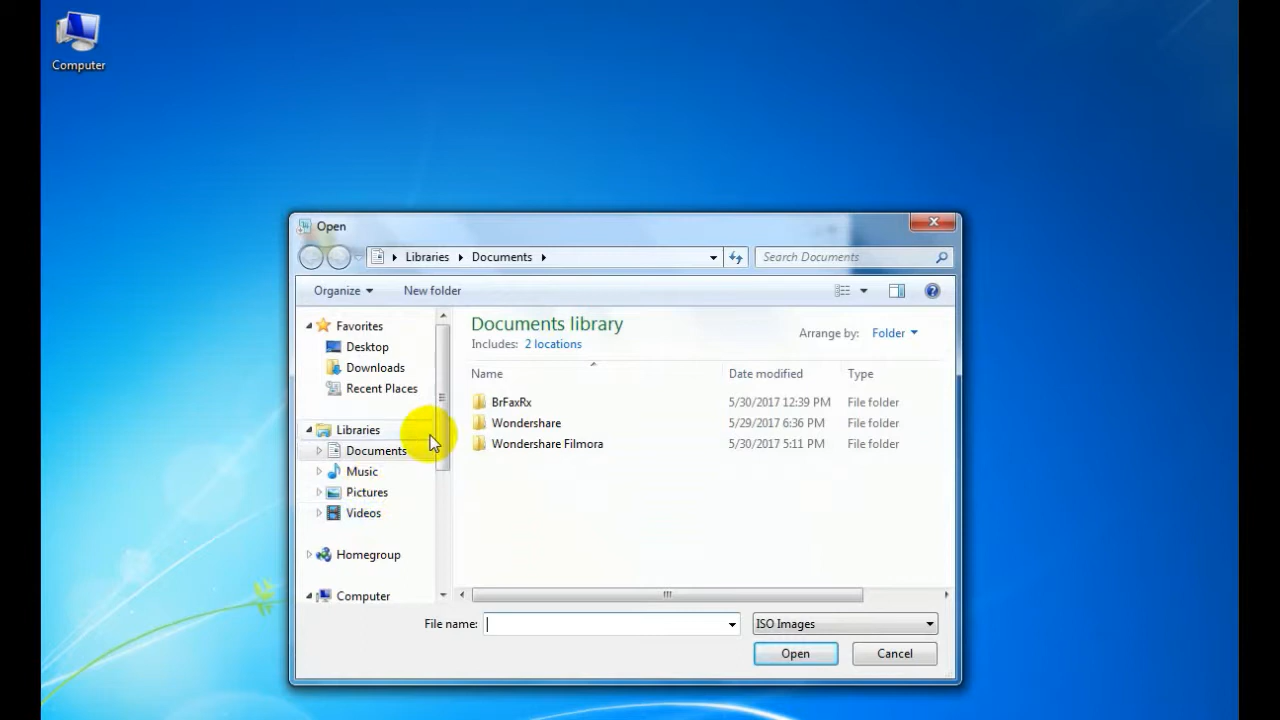 Computer
Open
Libraries Documents
Search Documents
Organize New folder
Favorites
Desktop
Downloads
Recent Places
Libraries
Documents
Music
Pictures
Videos
Homegroup
Computer
Documents library
Includes: 2 locations
Arrange by: Folder
Name Date modified Type
BrFaxRx 5/30/2017 12:39 PM File folder
Wondershare 5/29/2017 6:36 PM File folder
Wondershare Filmora 5/30/2017 5:11 PM File folder
File name: ISO Images
Open Cancel